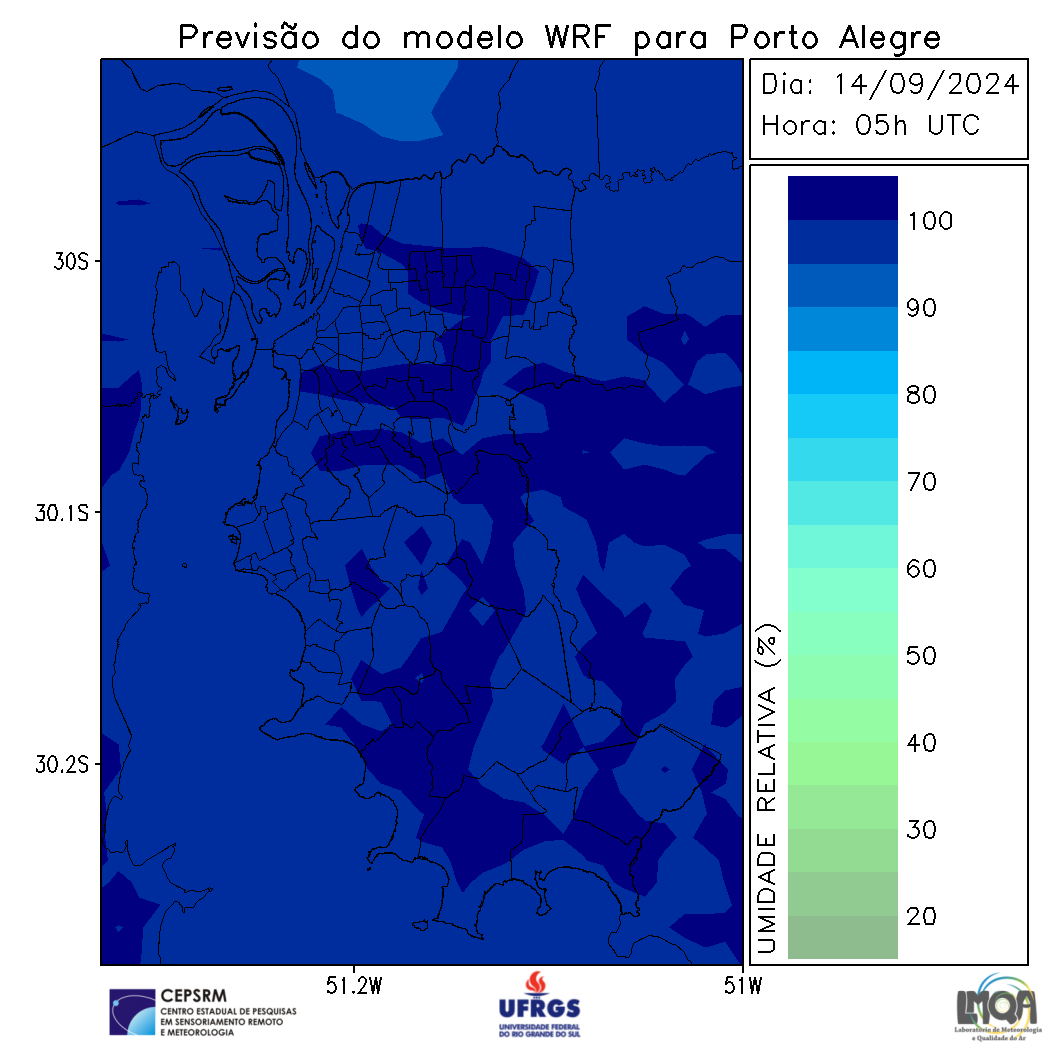 Previsão do modelo WRF para Porto Alegre
Dia: 14/09/2024
Hora: 05h UTC
100
90
80
70
60
50
40
30
20
UMIDADE RELATIVA (%)
30S
30.1S
30.2S
51.2W
51W
CEPSRM
CENTRO ESTADUAL DE PESQUISAS
EM SENSORIAMENTO REMOTO
E METEOROLOGIA
UFRGS
UNIVERSIDADE FEDERAL
DO RIO GRANDE DO SUL
LMQA
Laboratório de Meteorologia
e Qualidade do Ar